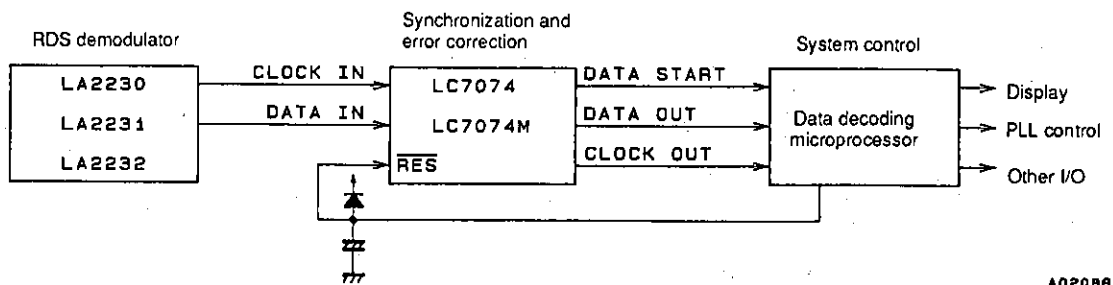 RDS demodulator
Synchronization and
error correction
System control
LA2230
LA2231
LA2232
CLOCK IN
DATA IN
LC7074
LC7074M
RES
DATA START
DATA OUT
CLOCK OUT
Data decoding
microprocessor
Display
PLL control
Other I/O
A02086